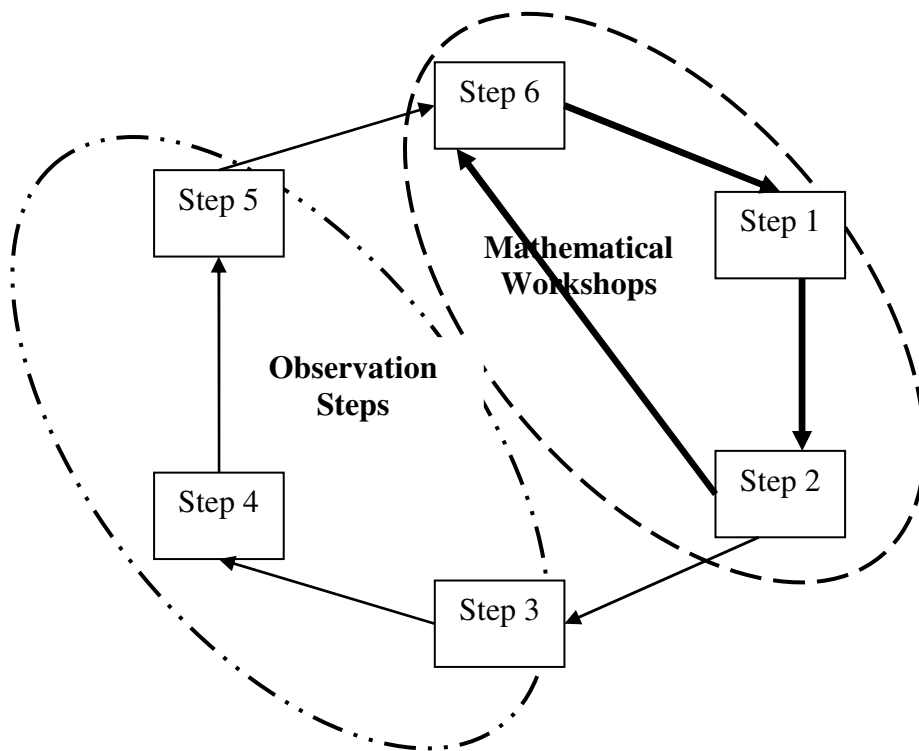 Step 6
Step 5
Step 1
Mathematical
Workshops
Observation
Steps
Step 4
Step 2
Step 3